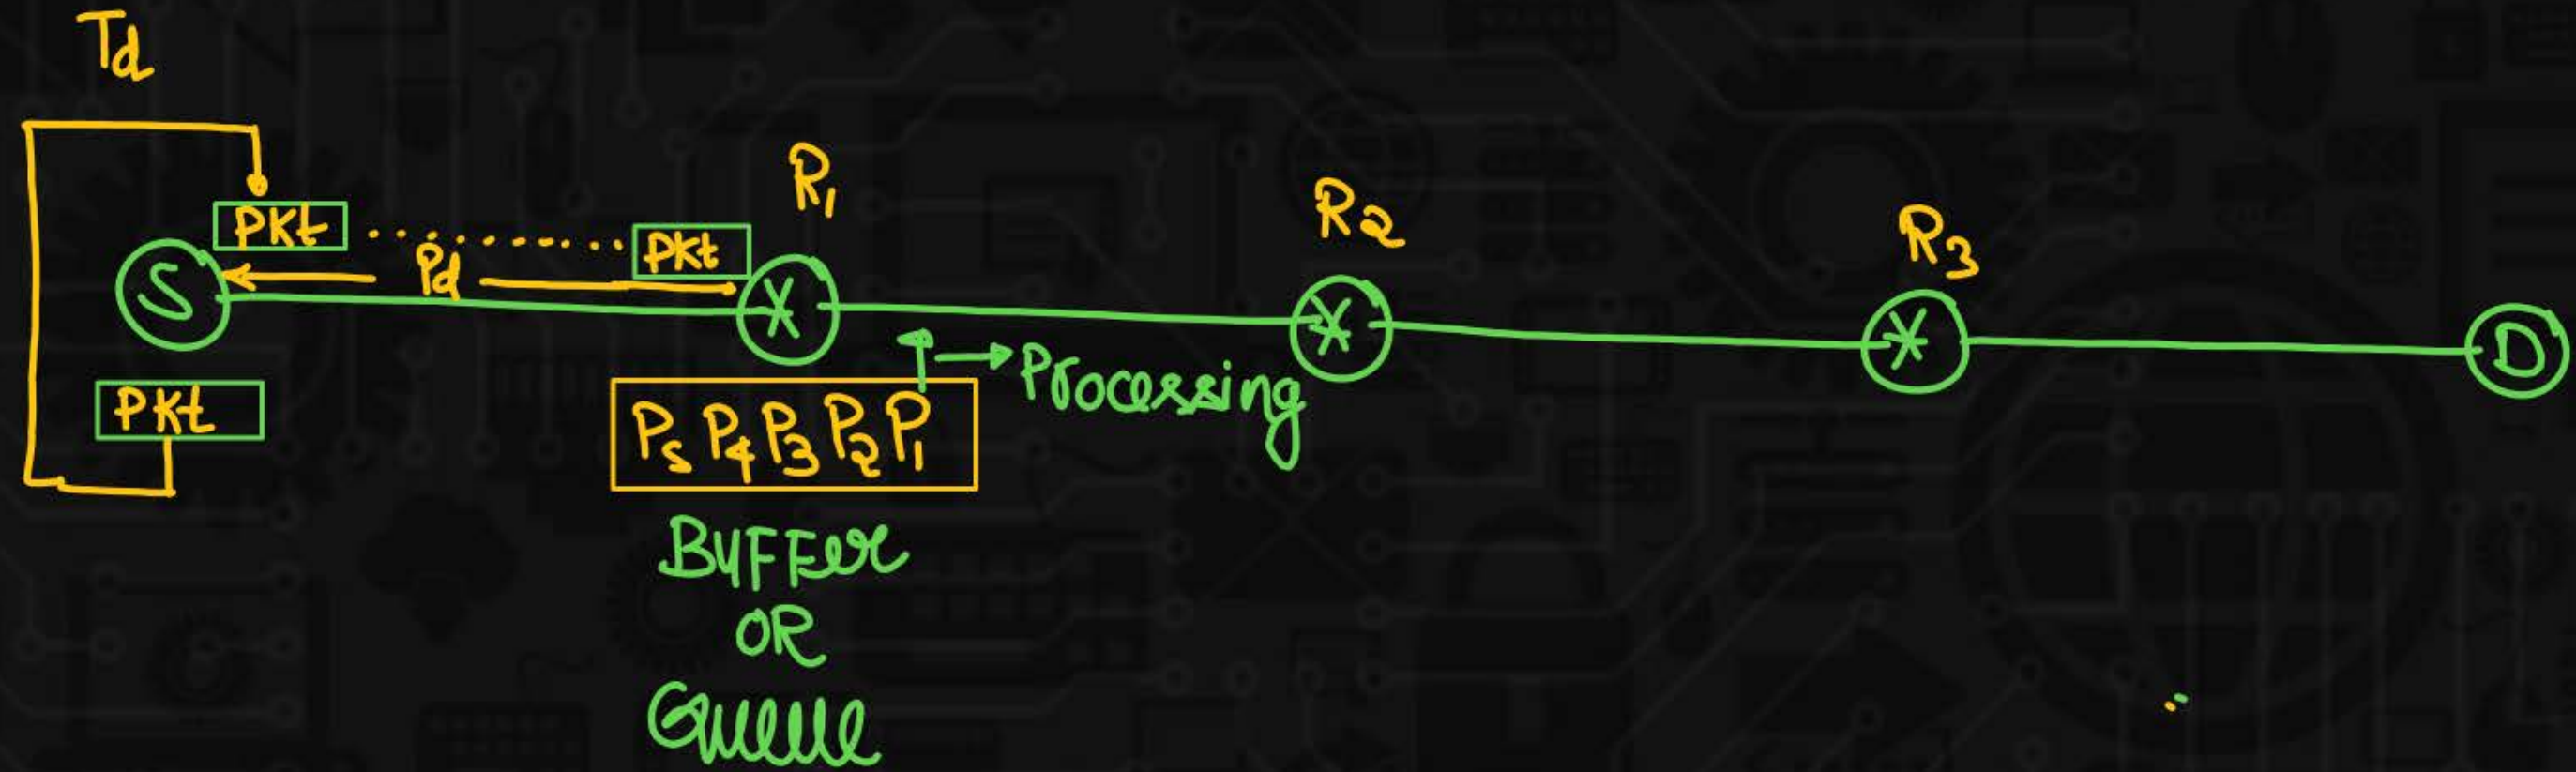 Td
R1
R2
R3
PKt
PKt
Pd
S
D
PKt
Processing
P5 P4 P3 P2 P1
BUFFer
OR
Queue